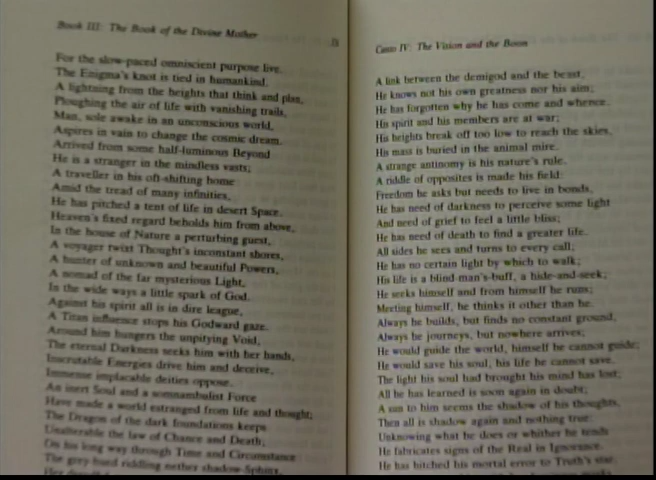 Book III: The Book of the Divine Mother
For the slow-paced omniscient purpose live.
The Enigma's knot is tied in humankind.
A lightning from the heights that think and plan,
Ploughing the air of life with vanishing trails,
Man, sole awake in an unconscious world,
Aspires in vain to change the cosmic dream.
Arrived from some half-luminous Beyond
He is a stranger in the mindless vasts;
A traveller in his oft-shifting home
Amid the tread of many infinities,
He has pitched a tent of life in desert Space.
Heaven's fixed regard beholds him from above,
In the house of Nature a perturbing guest,
A voyager twixt Thought's inconstant shores,
A hunter of unknown and beautiful Powers,
A nomad of the far mysterious Light,
In the wide ways a little spark of God.
Against his spirit all is in dire league,
A Titan influence stops his Godward gaze.
Around him hungers the unpitying Void,
The eternal Darkness seeks him with her hands,
Inscrutable Energies drive him and deceive,
Immense implacable deities oppose.
An inert Soul and a somnambulist Force
Have made a world estranged from life and thought;
The Dragon of the dark foundations keeps
Unalterable the law of Chance and Death;
On his long way through Time and Circumstance
The grey-hued riddling nether shadow-Sphinx,
Canto IV: The Vision and the Boon
A link between the demigod and the beast,
He knows not his own greatness nor his aim;
He has forgotten why he has come and whence.
His spirit and his members are at war;
His heights break off too low to reach the skies,
His mass is buried in the animal mire.
A strange antinomy is his nature's rule.
A riddle of opposites is made his field:
Freedom he asks but needs to live in bonds,
He has need of darkness to perceive some light
And need of grief to feel a little bliss;
He has need of death to find a greater life.
All sides he sees and turns to every call;
He has no certain light by which to walk;
His life is a blind-man's-buff, a hide-and-seek;
He seeks himself and from himself he runs;
Meeting himself, he thinks it other than he.
Always he builds, but finds no constant ground,
Always he journeys, but nowhere arrives;
He would guide the world, himself he cannot guide;
He would save his soul, his life he cannot save.
The light his soul had brought his mind has lost;
All he has learned is soon again in doubt;
A sun to him seems the shadow of his thoughts,
Then all is shadow again and nothing true:
Unknowing what he does or whither he tends
He fabricates signs of the Real in Ignorance.
He has hitched his mortal error to Truth's star.